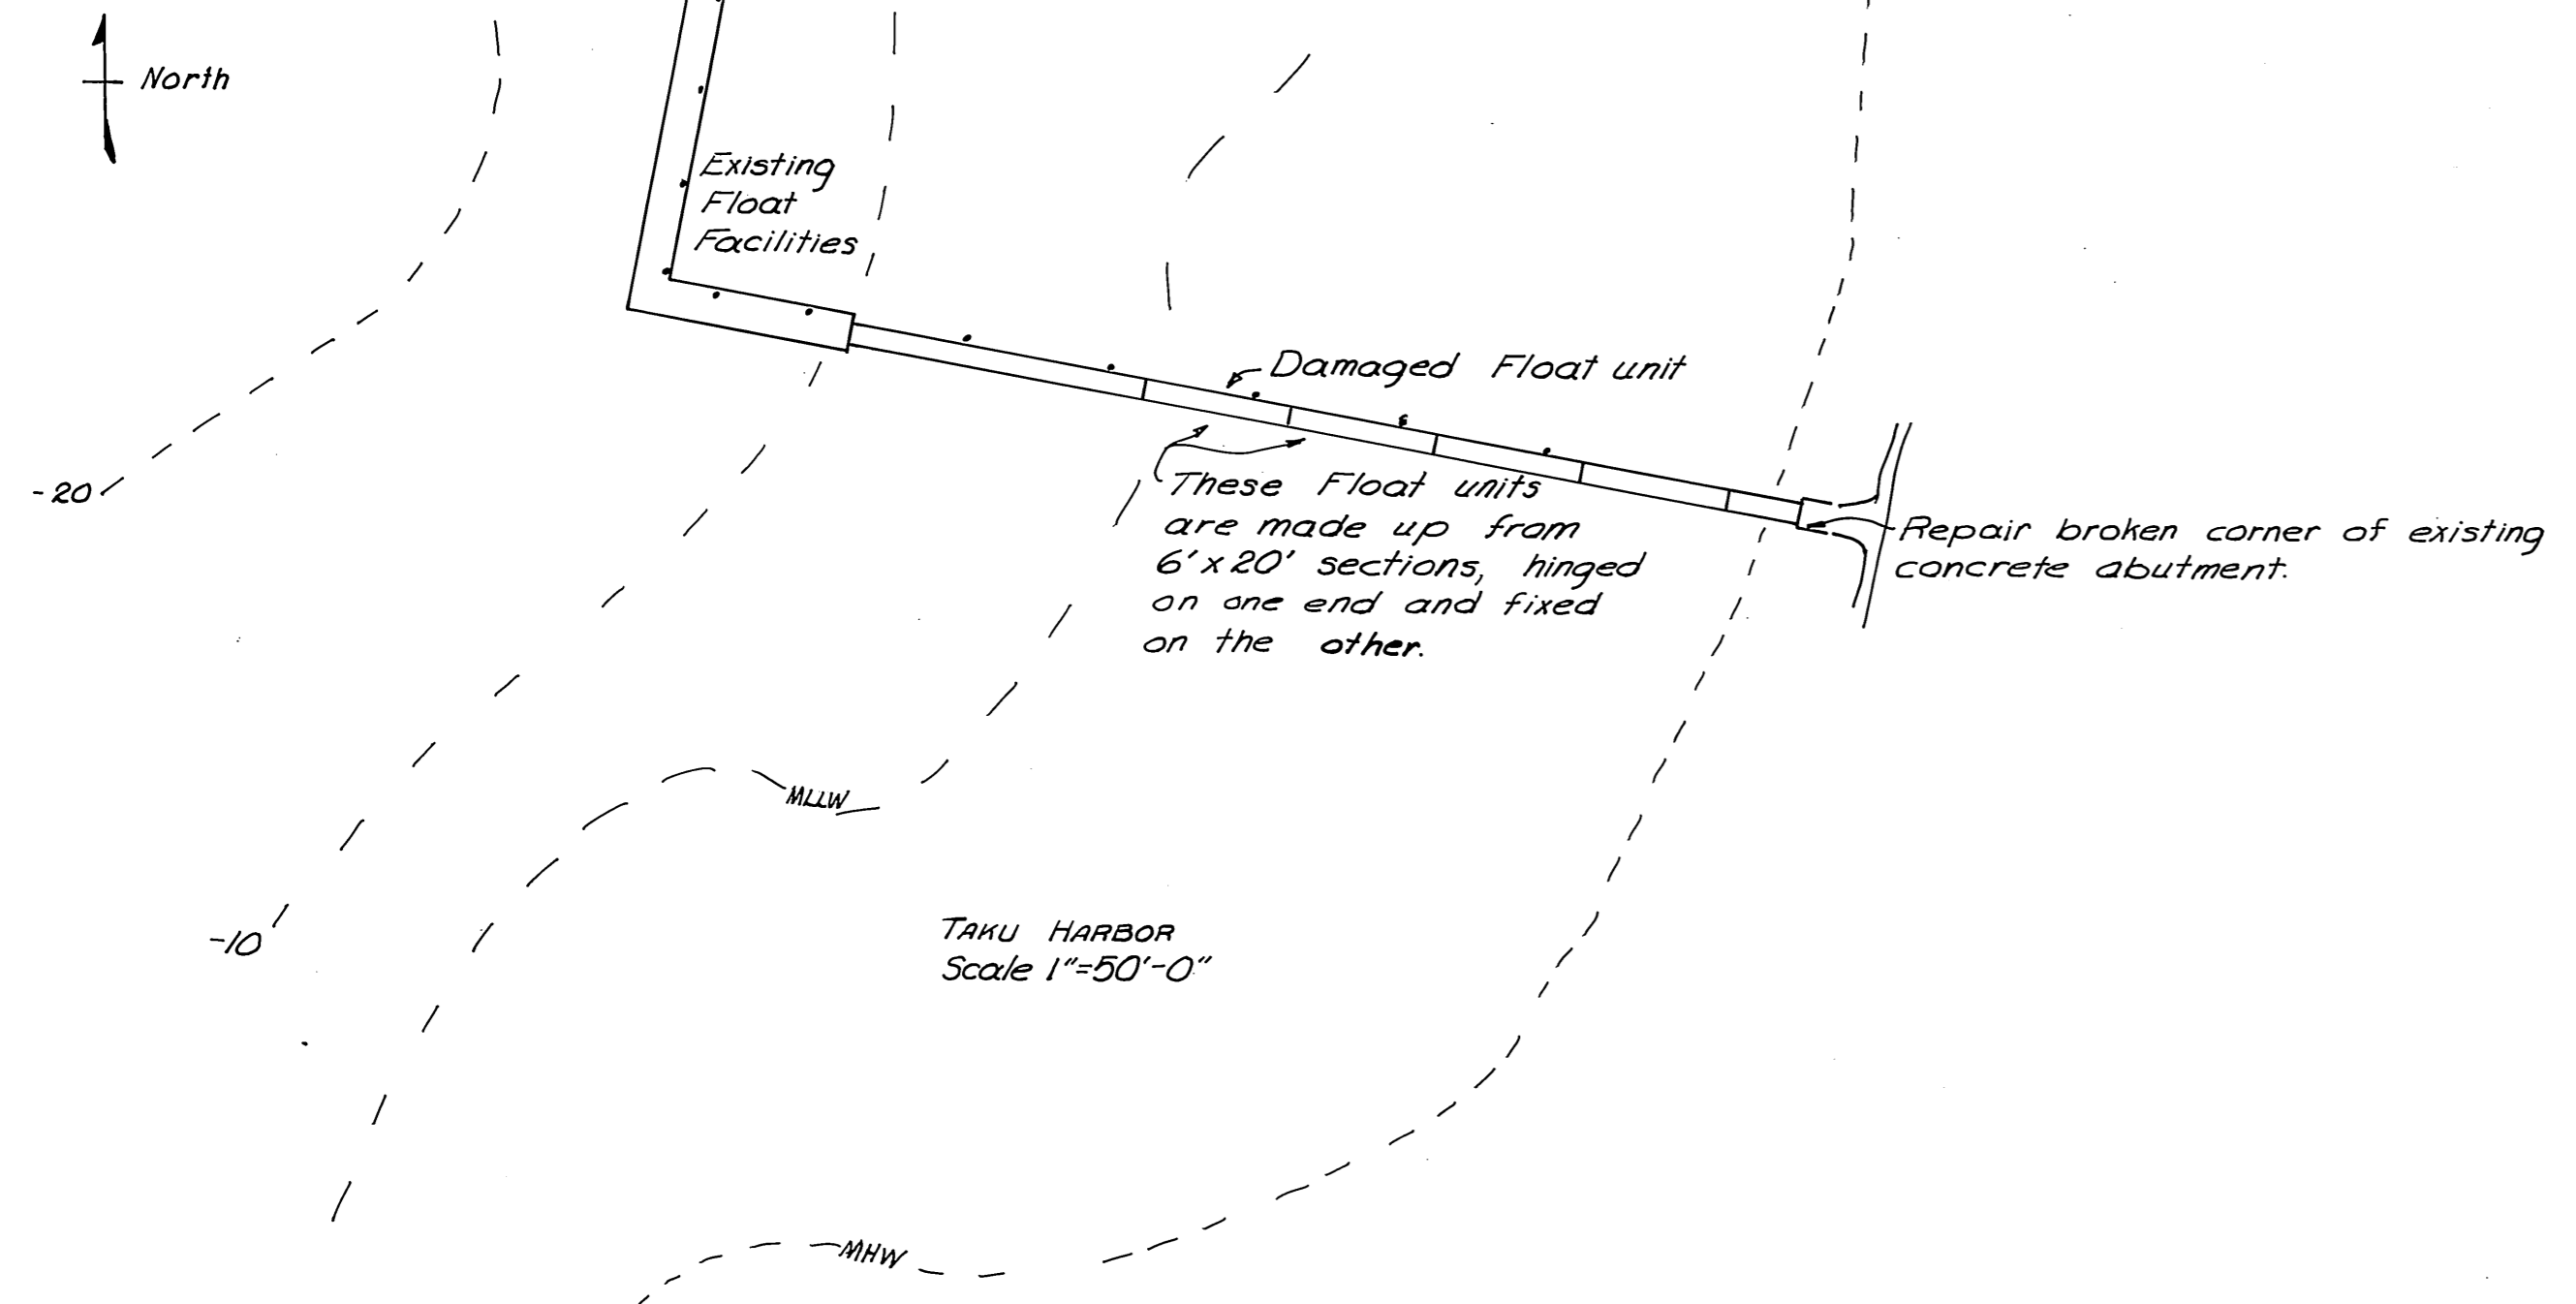 North
Existing
Float
Facilities
Damaged Float unit
-20
These Float units
are made up from
6'x20' sections, hinged
on one end and fixed
on the other.
Repair broken corner of existing
concrete abutment.
MLLW
-10
TAKU HARBOR
Scale 1"=50'-0"
MHW